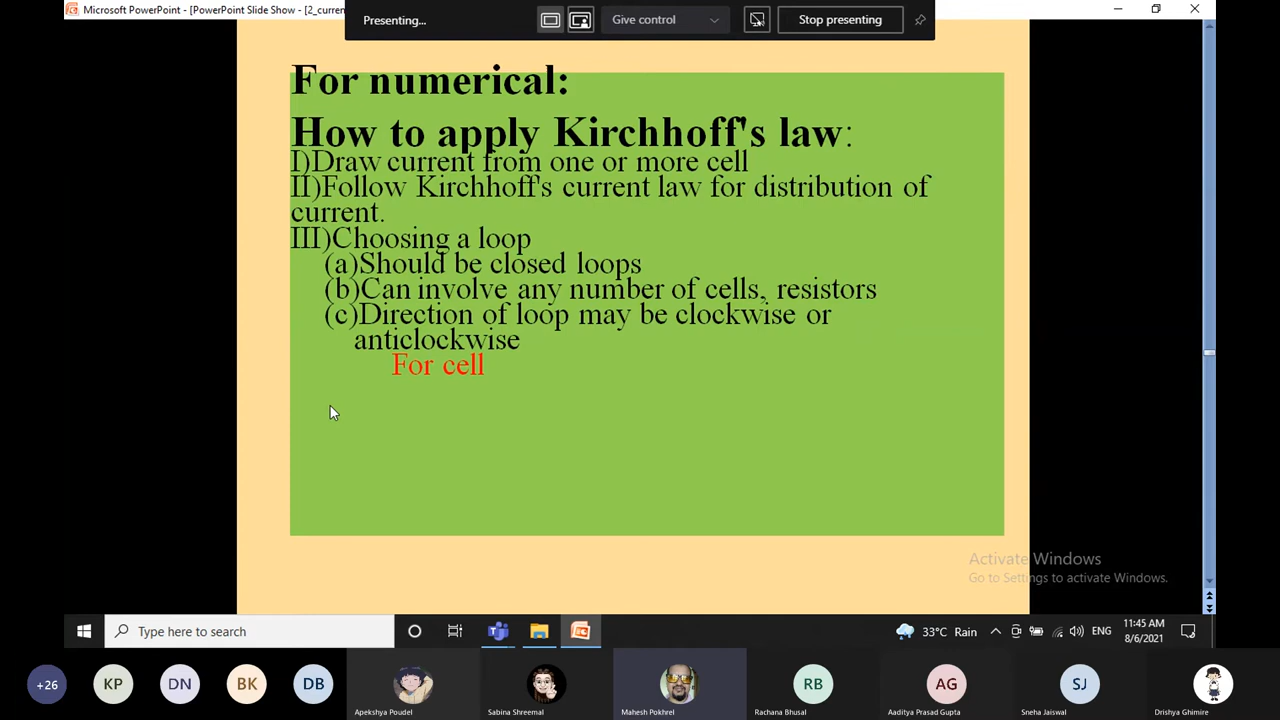 Microsoft PowerPoint - [PowerPoint Slide Show - [2_curren
Presenting...
Give control
Stop presenting
For numerical:
How to apply Kirchhoff's law:
I)Draw current from one or more cell
II)Follow Kirchhoff's current law for distribution of
current.
III)Choosing a loop
(a)Should be closed loops
(b)Can involve any number of cells, resistors
(c)Direction of loop may be clockwise or
anticlockwise
For cell
Activate Windows
Go to Settings to activate Windows.
Type here to search
33°C Rain
ENG
11:45 AM
8/6/2021
+26
KP
DN
BK
DB
RB
AG
SJ
Apekshya Poudel
Sabina Shreemal
Mahesh Pokhrel
Rachana Bhusal
Aaditya Prasad Gupta
Sneha Jaiswal
Drishya Ghimire